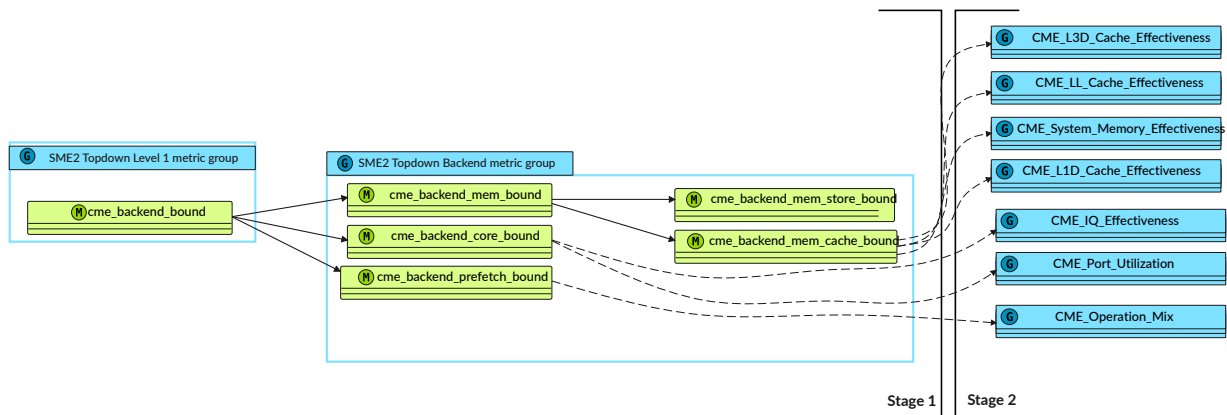 G SME2 Topdown Level 1 metric group
M cme_backend_bound
G SME2 Topdown Backend metric group
M cme_backend_mem_bound
M cme_backend_core_bound
M cme_backend_prefetch_bound
M cme_backend_mem_store_bound
M cme_backend_mem_cache_bound
Stage 1
Stage 2
G CME_L3D_Cache_Effectiveness
G CME_LL_Cache_Effectiveness
G CME_System_Memory_Effectiveness
G CME_L1D_Cache_Effectiveness
G CME_IQ_Effectiveness
G CME_Port_Utilization
G CME_Operation_Mix